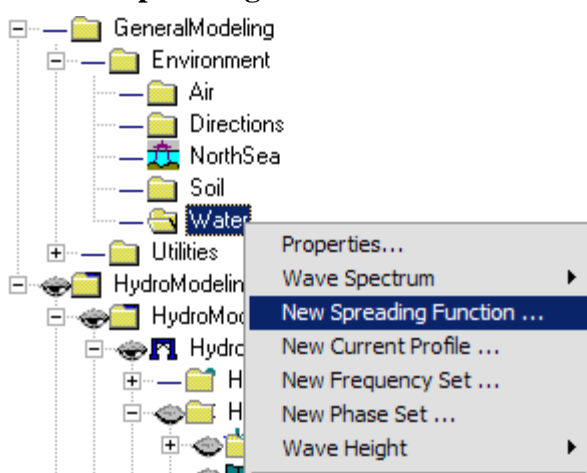 GeneralModeling
Environment
Air
Directions
NorthSea
Soil
Water
Utilities
HydroModelin
HydroMod
Hydro
H
H
Properties...
Wave Spectrum
New Spreading Function ...
New Current Profile ...
New Frequency Set ...
New Phase Set ...
Wave Height